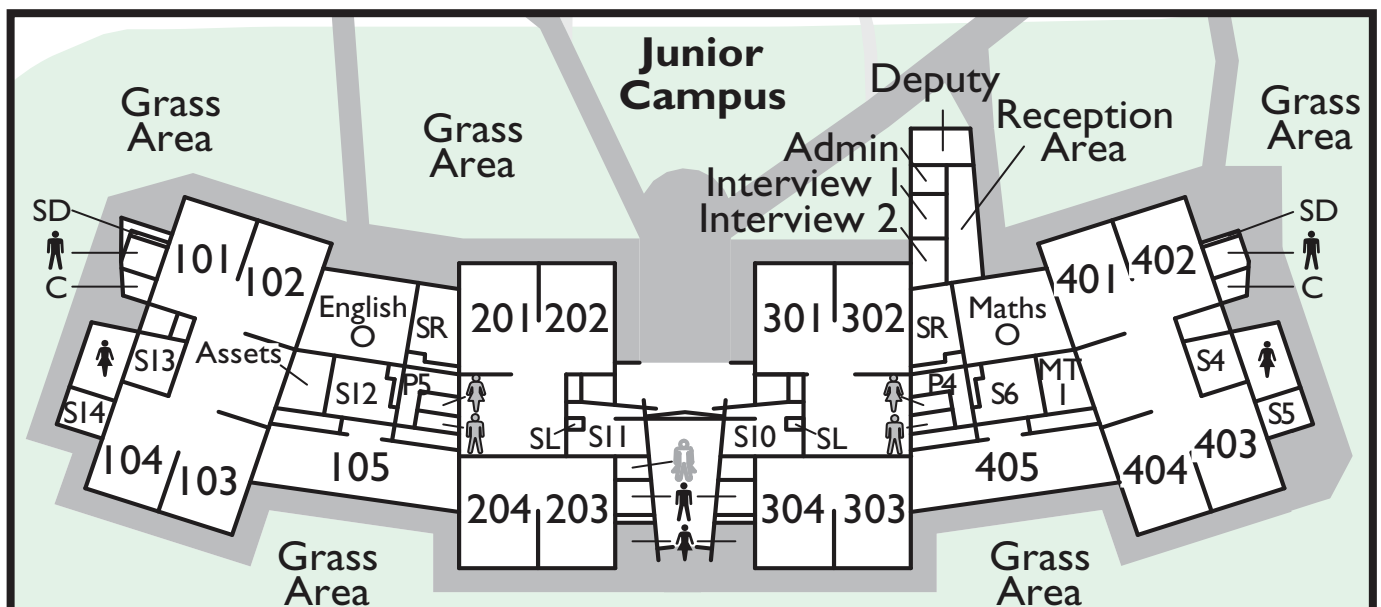 Junior
Campus
Deputy
Grass
Area
Grass
Area
Reception
Area
Grass
Area
Admin
Interview 1
Interview 2
SD
C
SD
C
101
102
English
O
SR
201
202
301
302
SR
Maths
O
401
402
S13
Assets
S12
P5
P4
S6
MT
1
S4
S14
S5
SL
S11
S10
SL
104
103
105
204
203
304
303
405
404
403
Grass
Area
Grass
Area